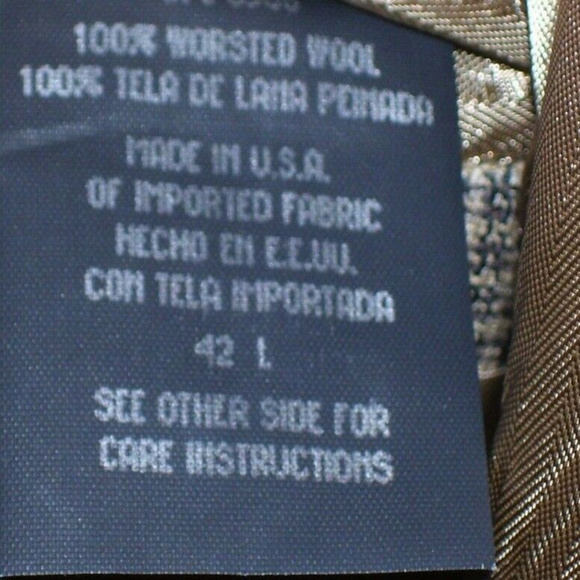 100% WORSTED WOOL
100% TELA DE LANA PEINADA
MADE IN U.S.A.
OF IMPORTED FABRIC
HECHO EN E.E.UU.
CON TELA IMPORTADA
42 L
SEE OTHER SIDE FOR
CARE INSTRUCTIONS